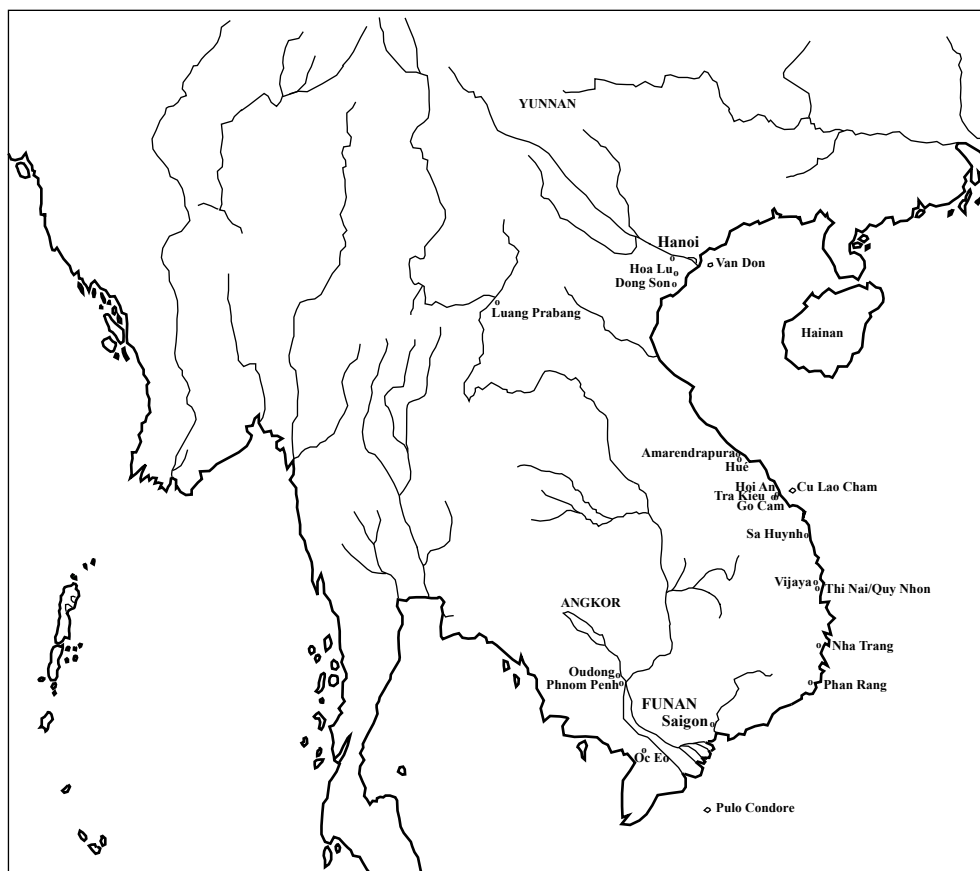 YUNNAN
Hanoi
Van Don
Hoa Lu
Dong Son
Luang Prabang
Hainan
Amarendrapura
Hué
Hoi An
Cu Lao Cham
Tra Kieu
Go Cam
Sa Huynh
Vijaya
Thi Nai/Quy Nhon
ANGKOR
Nha Trang
Oudong
Phnom Penh
Phan Rang
FUNAN
Saigon
Oc Eo
Pulo Condore